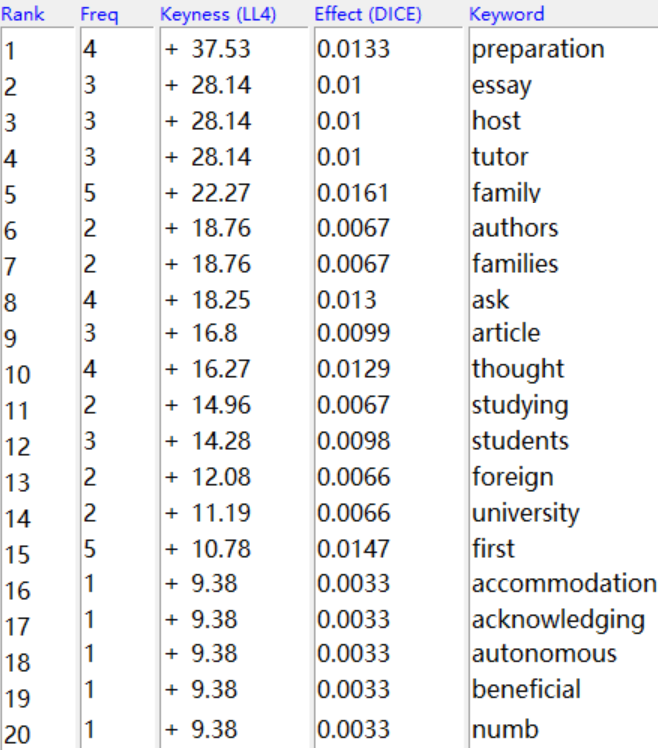 Rank Freq Keyness (LL4) Effect (DICE) Keyword
1 4 + 37.53 0.0133 preparation
2 3 + 28.14 0.01 essay
3 3 + 28.14 0.01 host
4 3 + 28.14 0.01 tutor
5 5 + 22.27 0.0161 family
6 2 + 18.76 0.0067 authors
7 2 + 18.76 0.0067 families
8 4 + 18.25 0.013 ask
9 3 + 16.8 0.0099 article
10 4 + 16.27 0.0129 thought
11 2 + 14.96 0.0067 studying
12 3 + 14.28 0.0098 students
13 2 + 12.08 0.0066 foreign
14 2 + 11.19 0.0066 university
15 5 + 10.78 0.0147 first
16 1 + 9.38 0.0033 accommodation
17 1 + 9.38 0.0033 acknowledging
18 1 + 9.38 0.0033 autonomous
19 1 + 9.38 0.0033 beneficial
20 1 + 9.38 0.0033 numb